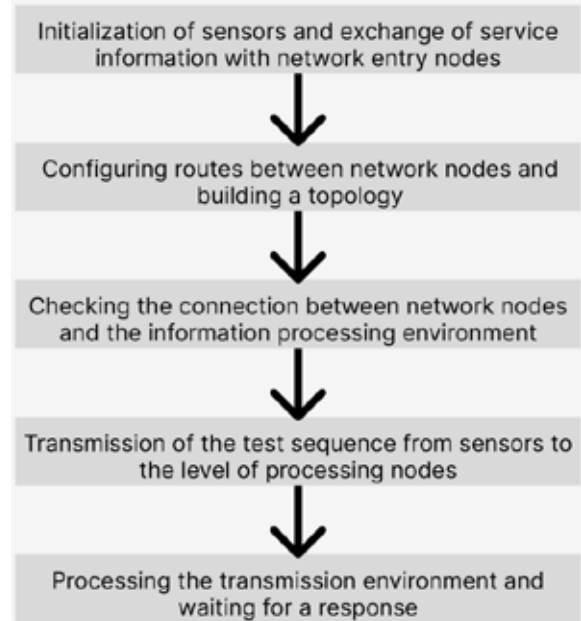 Initialization of sensors and exchange of service
information with network entry nodes
Configuring routes between network nodes and
building a topology
Checking the connection between network nodes
and the information processing environment
Transmission of the test sequence from sensors to
the level of processing nodes
Processing the transmission environment and
waiting for a response